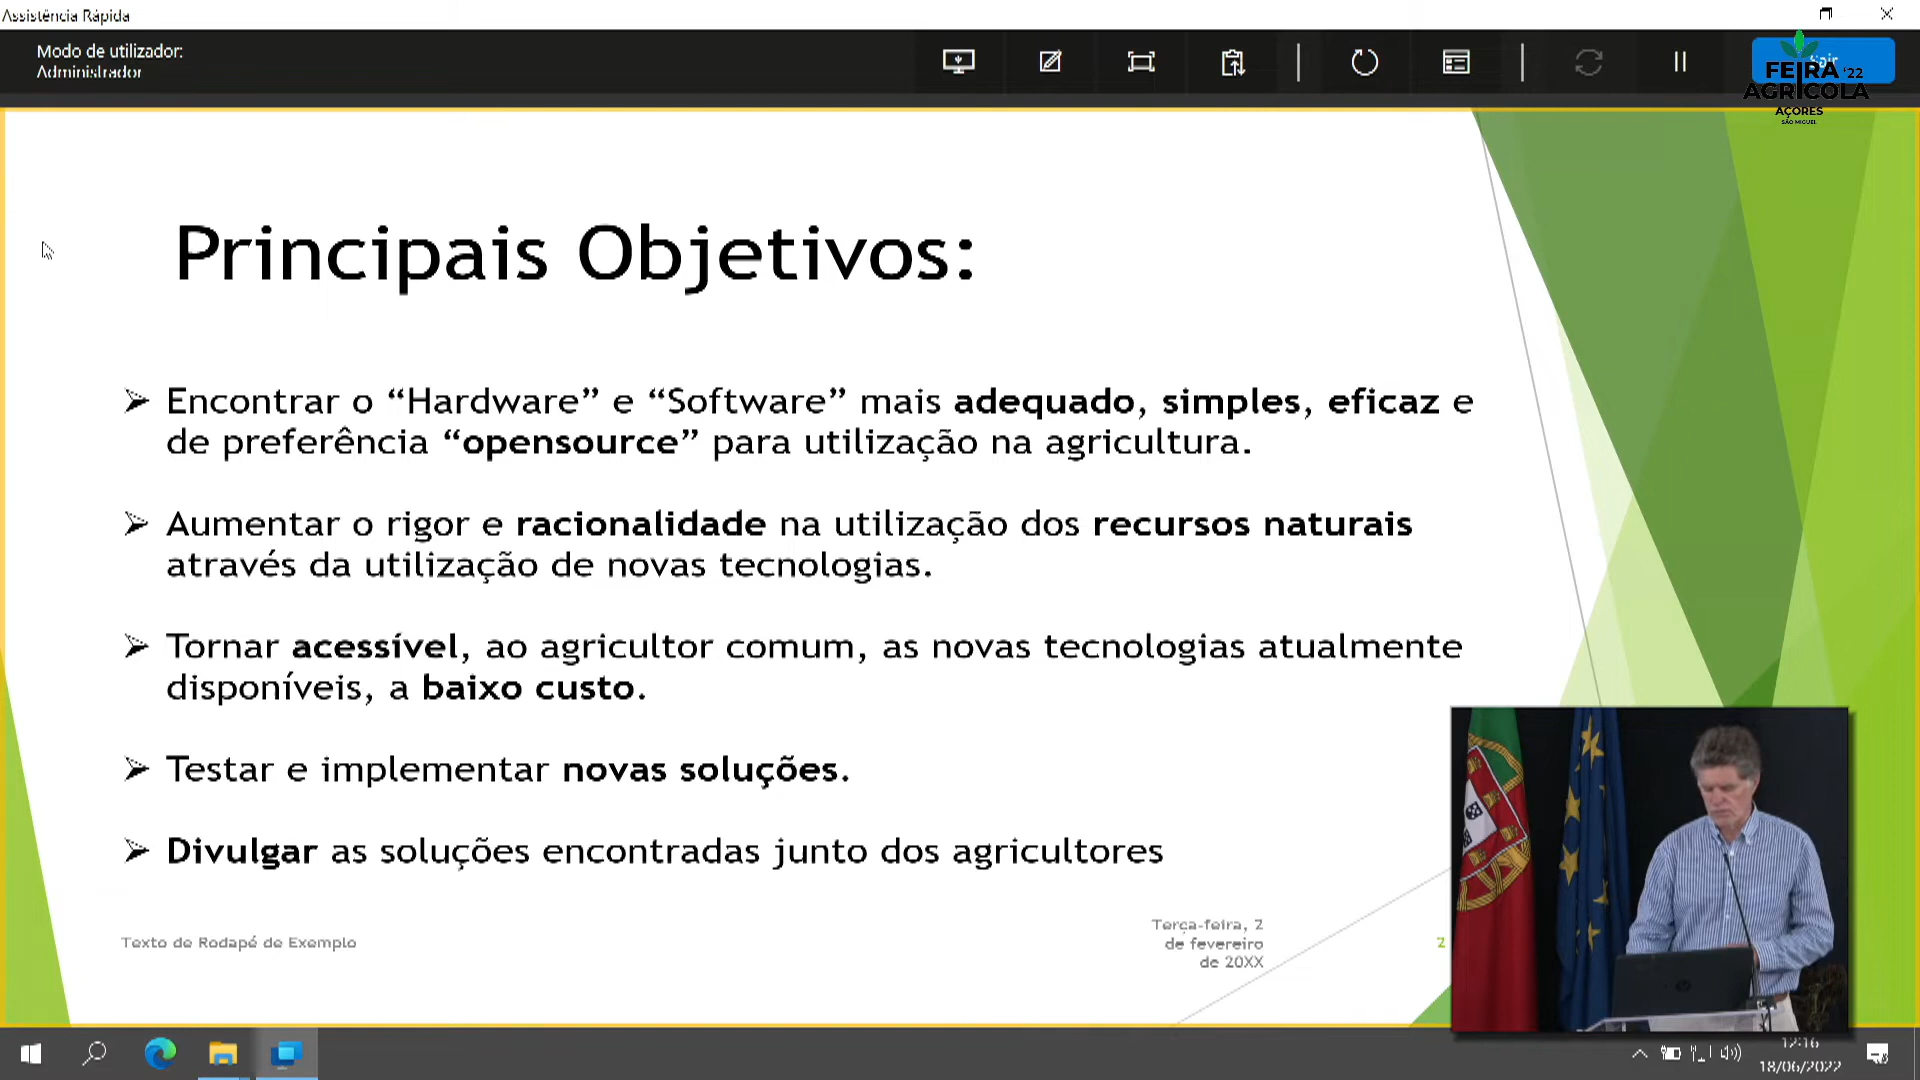 Assistência Rápida
Modo de utilizador:
Administrador
FEIRA '22
AGRÍCOLA
AÇORES
SÃO MIGUEL
Principais Objetivos:
Encontrar o “Hardware” e “Software” mais adequado, simples, eficaz e
de preferência “opensource” para utilização na agricultura.
Aumentar o rigor e racionalidade na utilização dos recursos naturais
através da utilização de novas tecnologias.
Tornar acessível, ao agricultor comum, as novas tecnologias atualmente
disponíveis, a baixo custo.
Testar e implementar novas soluções.
Divulgar as soluções encontradas junto dos agricultores
Texto de Rodapé de Exemplo
Terça-feira, 2
de fevereiro
de 20XX
2
12:16
18/06/2022